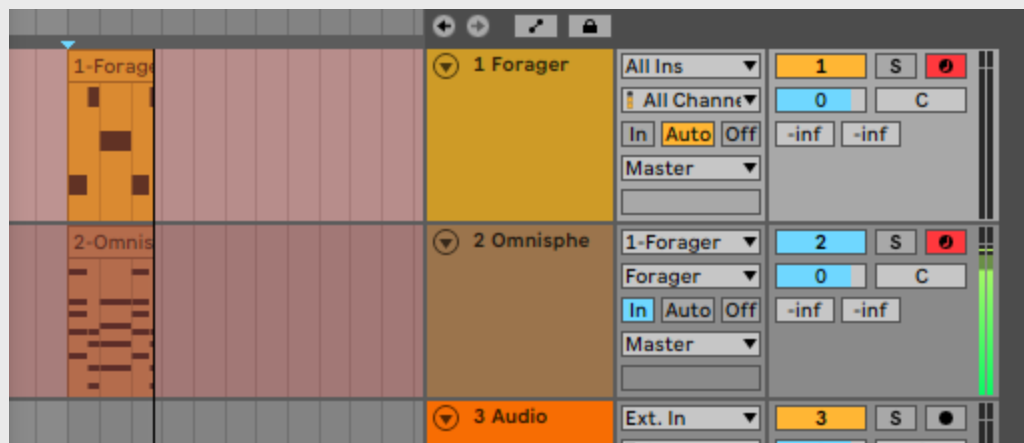 1-Forage
1 Forager
All Ins
1
S
All Channe
0
C
In Auto Off
-inf -inf
Master
2-Omnis
2 Omnisphe
1-Forager
2
S
Forager
0
C
In Auto Off
-inf -inf
Master
3 Audio
Ext. In
3
S